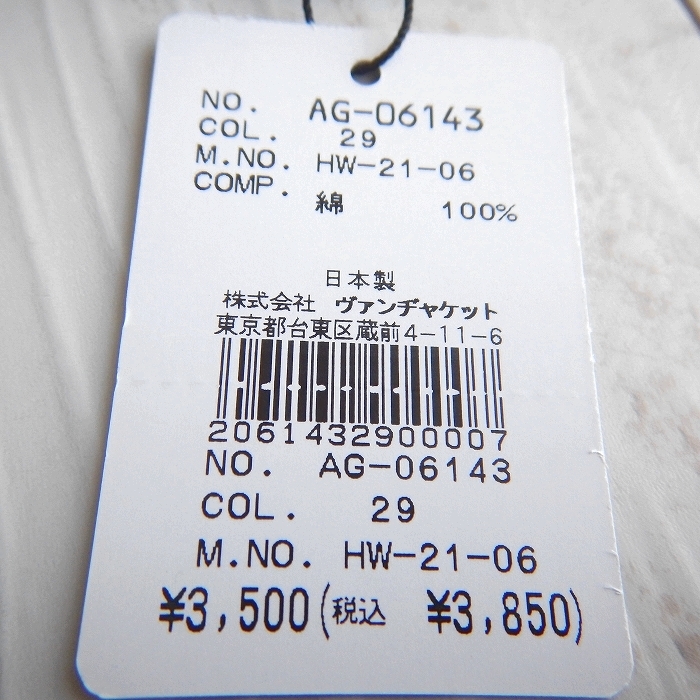 NO. AG-06143
COL. 29
M.NO. HW-21-06
COMP. 綿 100%
日本製
株式会社 ヴァンヂャケット
東京都台東区蔵前4-11-6
2061432900007
NO. AG-06143
COL. 29
M.NO. HW-21-06
¥3,500(税込 ¥3,850)